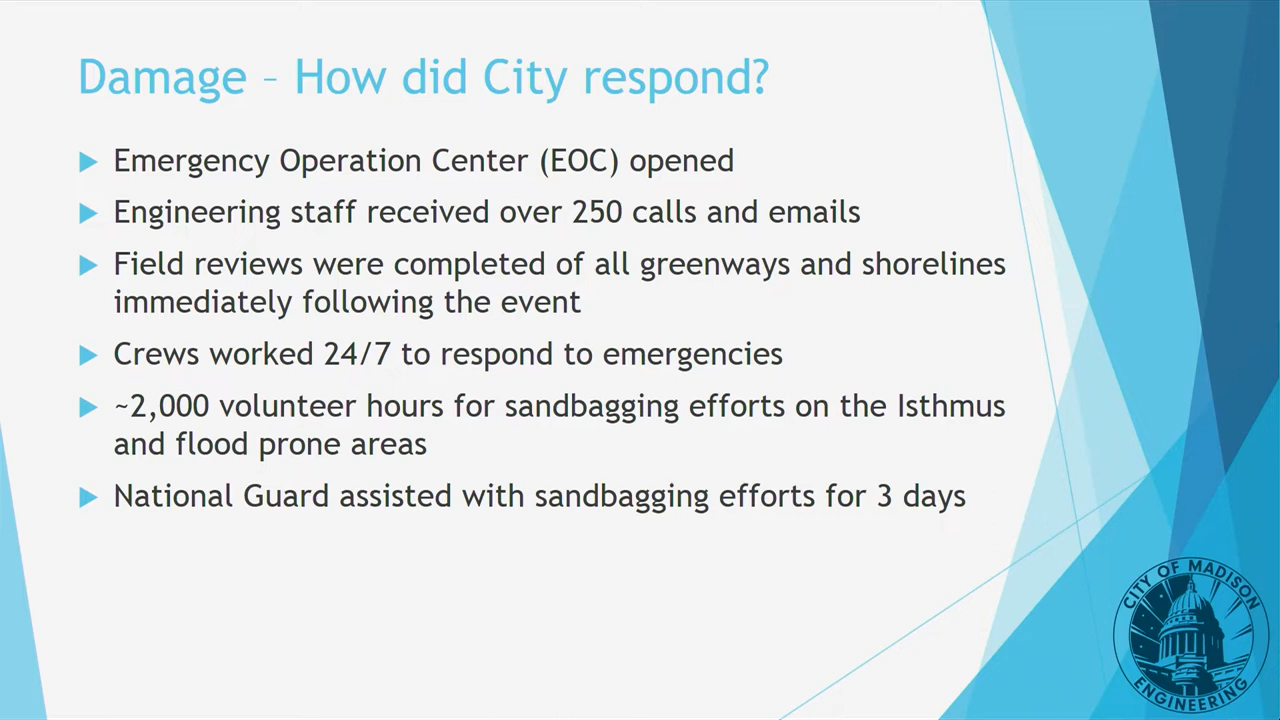 Damage – How did City respond?
Emergency Operation Center (EOC) opened
Engineering staff received over 250 calls and emails
Field reviews were completed of all greenways and shorelines
immediately following the event
Crews worked 24/7 to respond to emergencies
~2,000 volunteer hours for sandbagging efforts on the Isthmus
and flood prone areas
National Guard assisted with sandbagging efforts for 3 days
CITY OF MADISON
ENGINEERING